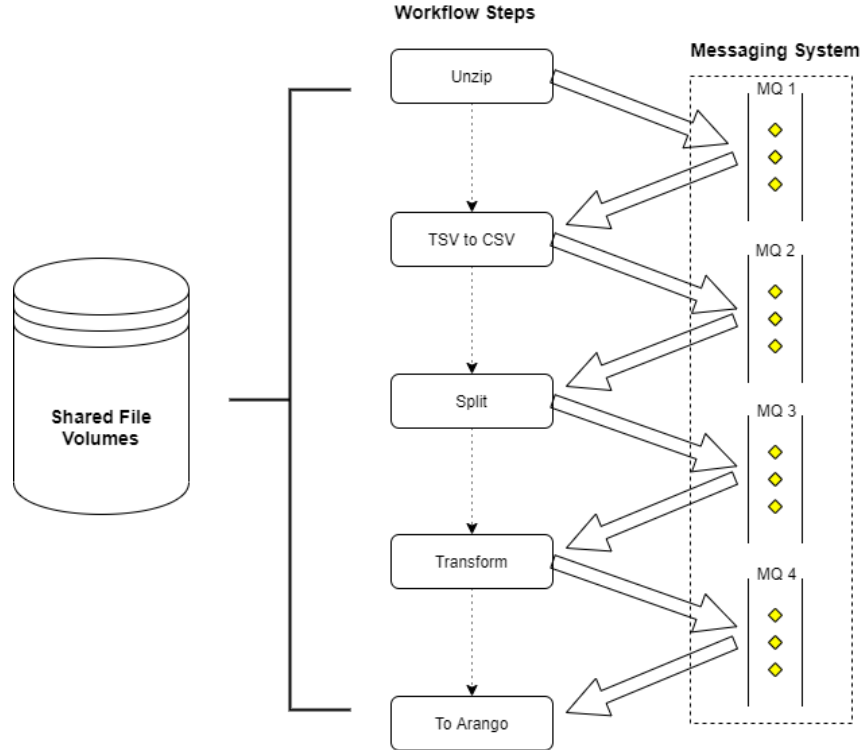 Workflow Steps
Messaging System
Unzip
MQ 1
TSV to CSV
MQ 2
Shared File
Volumes
Split
MQ 3
Transform
MQ 4
To Arango